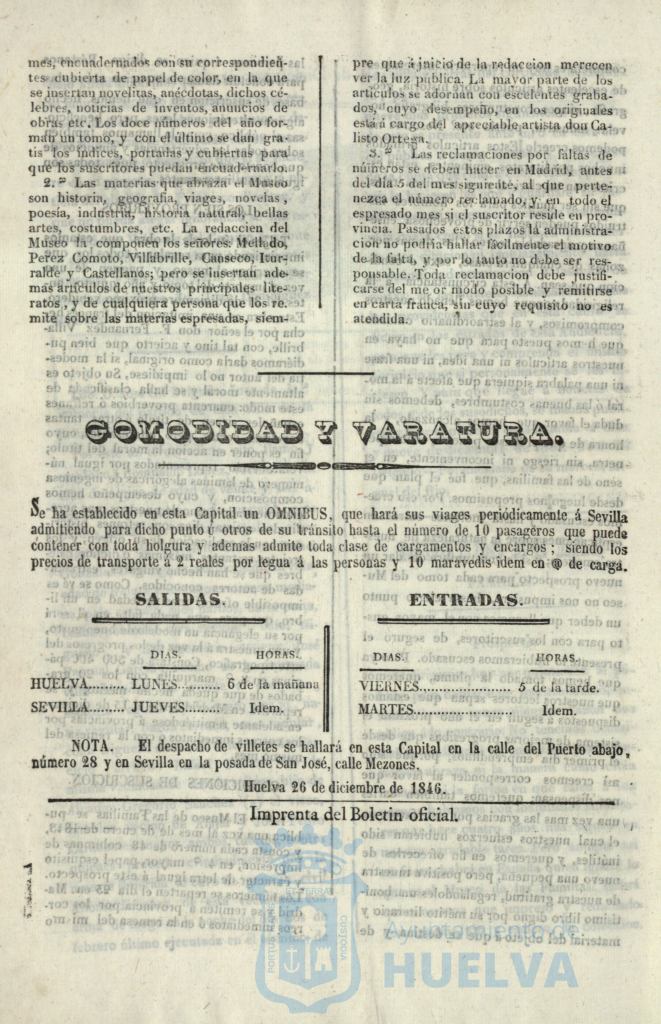 mes, encuadernados con su correspondien-
tes cubierta de papel de color, en la que
se insertan novelitas, anécdotas, dichos cé-
lebres, noticias de inventos, anuncios de
obras etc. Los doce números del año for-
man un tomo, y con el último se dan gra-
tis los índices, portadas y cubiertas para
que los suscritores puedan encuadernarlo.
2.ª Las materias que abraza el Museo
son historia, geografia, viages, novelas,
poesía, industria, historia natural, bellas
artes, costumbres, etc. La redaccion del
Museo la componen los señores: Mellado,
Perez Comoto, Villabrille, Canseco, Itur-
ralde y Castellanos; pero se insertan ade-
más artículos de nuestros principales lite-
ratos, y de cualquiera persona que los re-
mite sobre las materias espresadas, siem-
pre que á juicio de la redaccion merecen
ver la luz pública. La mayor parte de los
artículos se adornan con escelentes graba-
dos, cuyo desempeño, en los originales
está á cargo del apreciable artista don Ca-
listo Ortega.
3.ª Las reclamaciones por faltas de
números se deben hacer en Madrid, antes
del dia 5 del mes siguiente, al que perte-
nezca el número reclamado, y en todo el
espresado mes si el suscritor reside en pro-
vincia. Pasados estos plazos la administra-
cion no podria hallar fácilmente el motivo
de la falta, y por lo tanto no debe ser res-
ponsable. Toda reclamacion debe justifi-
carse del mejor modo posible y remitirse
en carta franca, sin cuyo requisito no es
atendida.
COMODIDAD Y VARATURA.
Se ha establecido en esta Capital un OMNIBUS, que hará sus viages periódicamente á Sevilla
admitiendo para dicho punto ú otros de su tránsito hasta el número de 10 pasageros que puede
contener con toda holgura y ademas admite toda clase de cargamentos y encargos; siendo los
precios de transporte á 2 reales por legua á las personas y 10 maravedis idem en @ de carga.
SALIDAS.
DIAS. HORAS.
HUELVA......... LUNES.......... 6 de la mañana
SEVILLA........ JUEVES......... Idem.
ENTRADAS.
DIAS. HORAS.
VIERNES..................... 5 de la tarde.
MARTES...................... Idem.
NOTA. El despacho de villetes se hallará en esta Capital en la calle del Puerto abajo,
número 28 y en Sevilla en la posada de San José, calle Mezones.
Huelva 26 de diciembre de 1846.
Imprenta del Boletin oficial.
PORTUS MARIS
ET TERRÆ
CUSTODIA
Ayuntamiento de
HUELVA